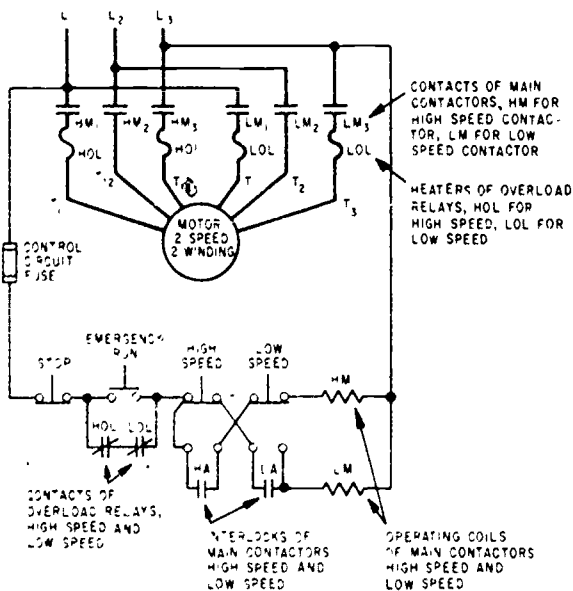 L
L2
L3
HM1
HM2
HM3
LM1
LM2
LM3
HOL
HOL
LOL
LOL
T
T2
T3
CONTACTS OF MAIN
CONTACTORS, HM FOR
HIGH SPEED CONTAC-
TOR, LM FOR LOW
SPEED CONTACTOR
HEATERS OF OVERLOAD
RELAYS, HOL FOR
HIGH SPEED, LOL FOR
LOW SPEED
MOTOR
2 SPEED
2 WINDING
CONTROL
CIRCUIT
FUSE
STOP
EMERGENCY
RUN
HIGH
SPEED
LOW
SPEED
HM
HOL
LOL
HA
LA
LM
CONTACTS OF
OVERLOAD RELAYS,
HIGH SPEED AND
LOW SPEED
INTERLOCKS OF
MAIN CONTACTORS
HIGH SPEED AND
LOW SPEED
OPERATING COILS
OF MAIN CONTACTORS
HIGH SPEED AND
LOW SPEED